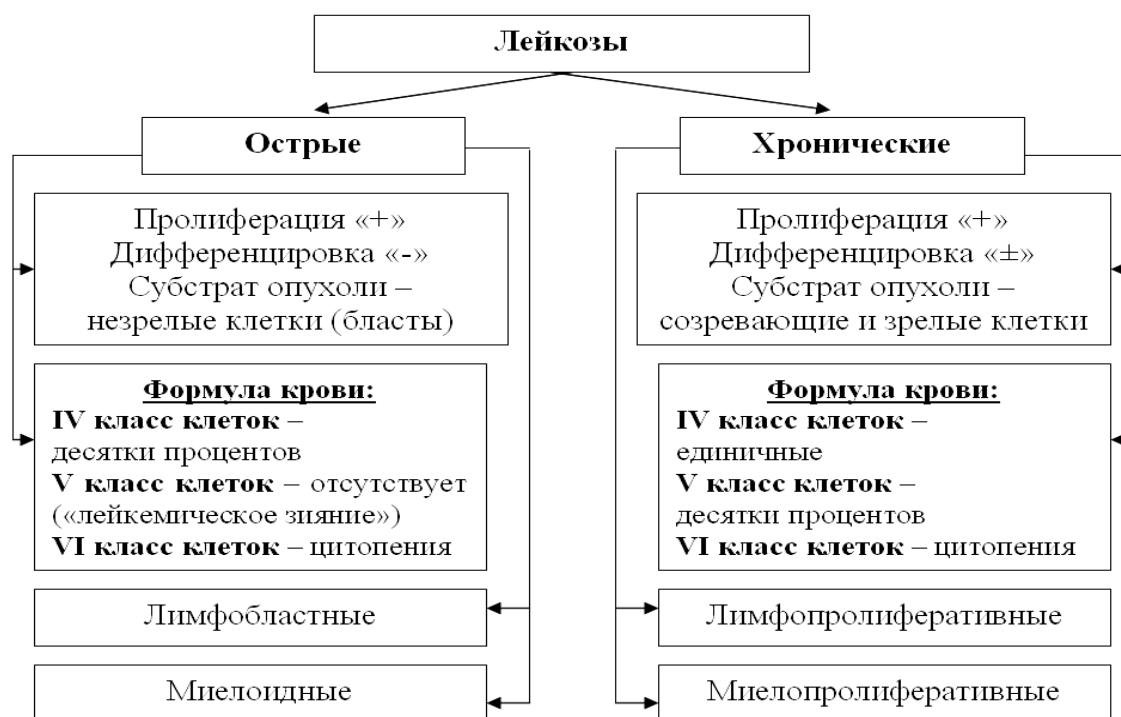 Лейкозы
Острые
Хронические
Пролиферация «+»
Дифференцировка «-»
Субстрат опухоли –
незрелые клетки (бласты)
Пролиферация «+»
Дифференцировка «±»
Субстрат опухоли –
созревающие и зрелые клетки
Формула крови:
IV класс клеток –
десятки процентов
V класс клеток – отсутствует
(«лейкемическое зияние»)
VI класс клеток – цитопения
Формула крови:
IV класс клеток –
единичные
V класс клеток –
десятки процентов
VI класс клеток – цитопения
Лимфобластные
Лимфопролиферативные
Миелоидные
Миелопролиферативные